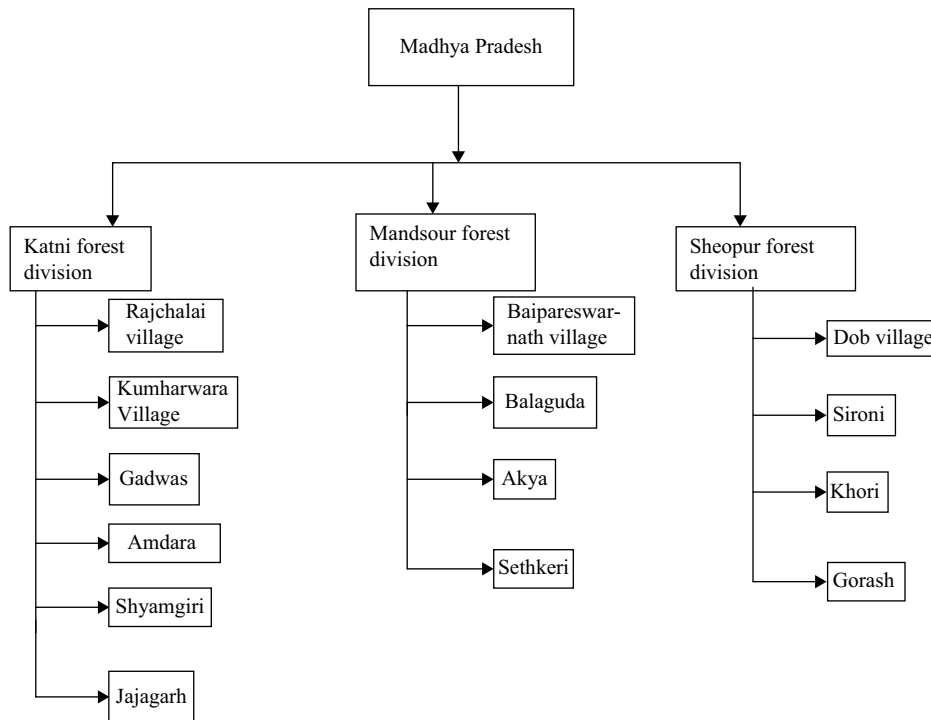 Madhya Pradesh
Katni forest
division
Rajchalai
village
Kumharwara
Village
Gadwas
Amdara
Shyamgiri
Jajagarh
Mandsour forest
division
Baipareswar-
nath village
Balaguda
Akya
Sethkeri
Sheopur forest
division
Dob village
Sironi
Khori
Gorash